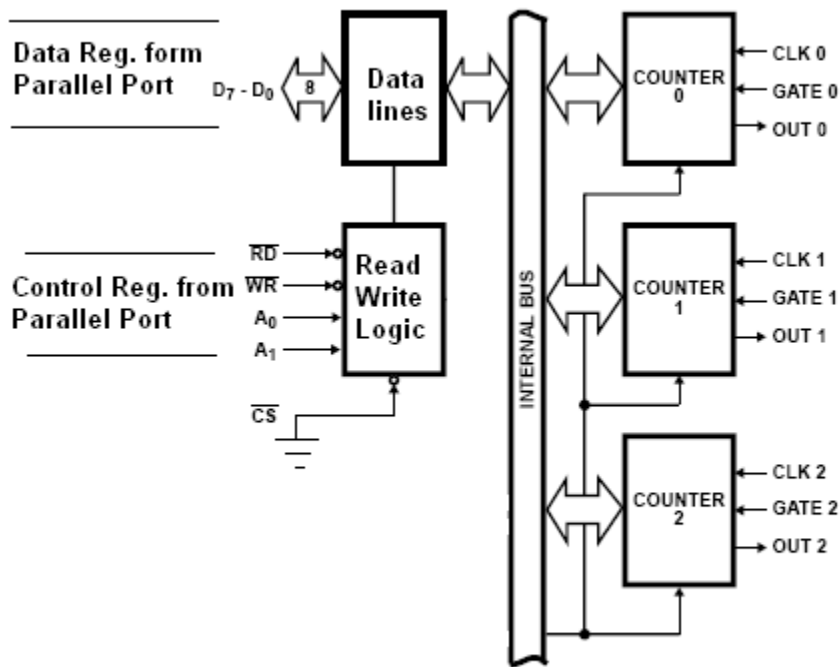 Data Reg. form
Parallel Port
D7 - D0
8
Data
lines
Control Reg. from
Parallel Port
RD
WR
A0
A1
CS
Read
Write
Logic
INTERNAL BUS
COUNTER
0
CLK 0
GATE 0
OUT 0
COUNTER
1
CLK 1
GATE 1
OUT 1
COUNTER
2
CLK 2
GATE 2
OUT 2